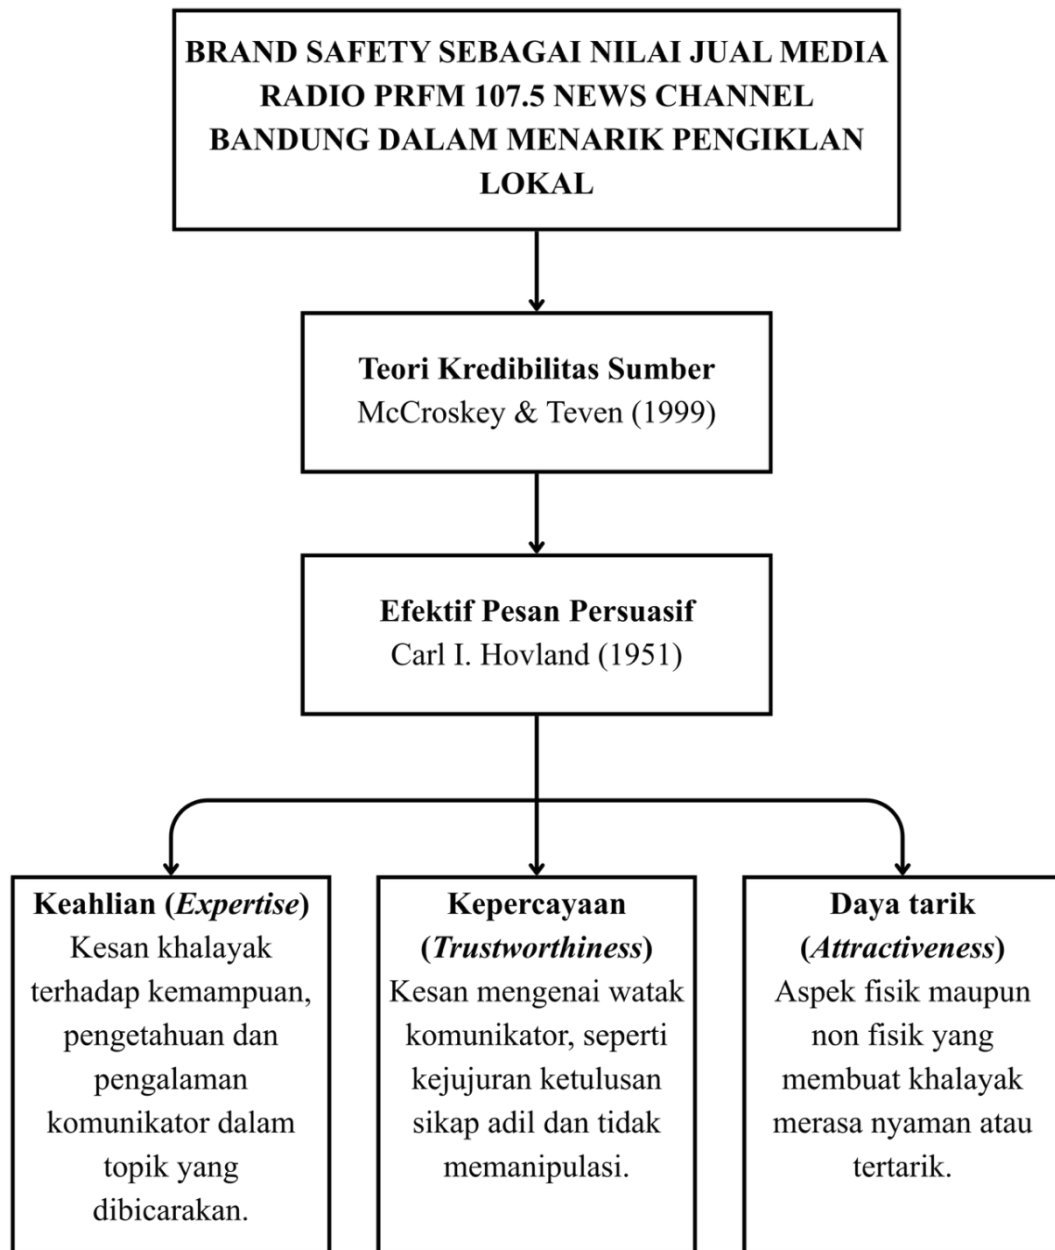 BRAND SAFETY SEBAGAI NILAI JUAL MEDIA
RADIO PRFM 107.5 NEWS CHANNEL
BANDUNG DALAM MENARIK PENGIKLAN
LOKAL
Teori Kredibilitas Sumber
McCroskey & Teven (1999)
Efektif Pesan Persuasif
Carl I. Hovland (1951)
Keahlian (Expertise)
Kesan khalayak
terhadap kemampuan,
pengetahuan dan
pengalaman
komunikator dalam
topik yang
dibicarakan.
Kepercayaan
(Trustworthiness)
Kesan mengenai watak
komunikator, seperti
kejujuran ketulusan
sikap adil dan tidak
memanipulasi.
Daya tarik
(Attractiveness)
Aspek fisik maupun
non fisik yang
membuat khalayak
merasa nyaman atau
tertarik.